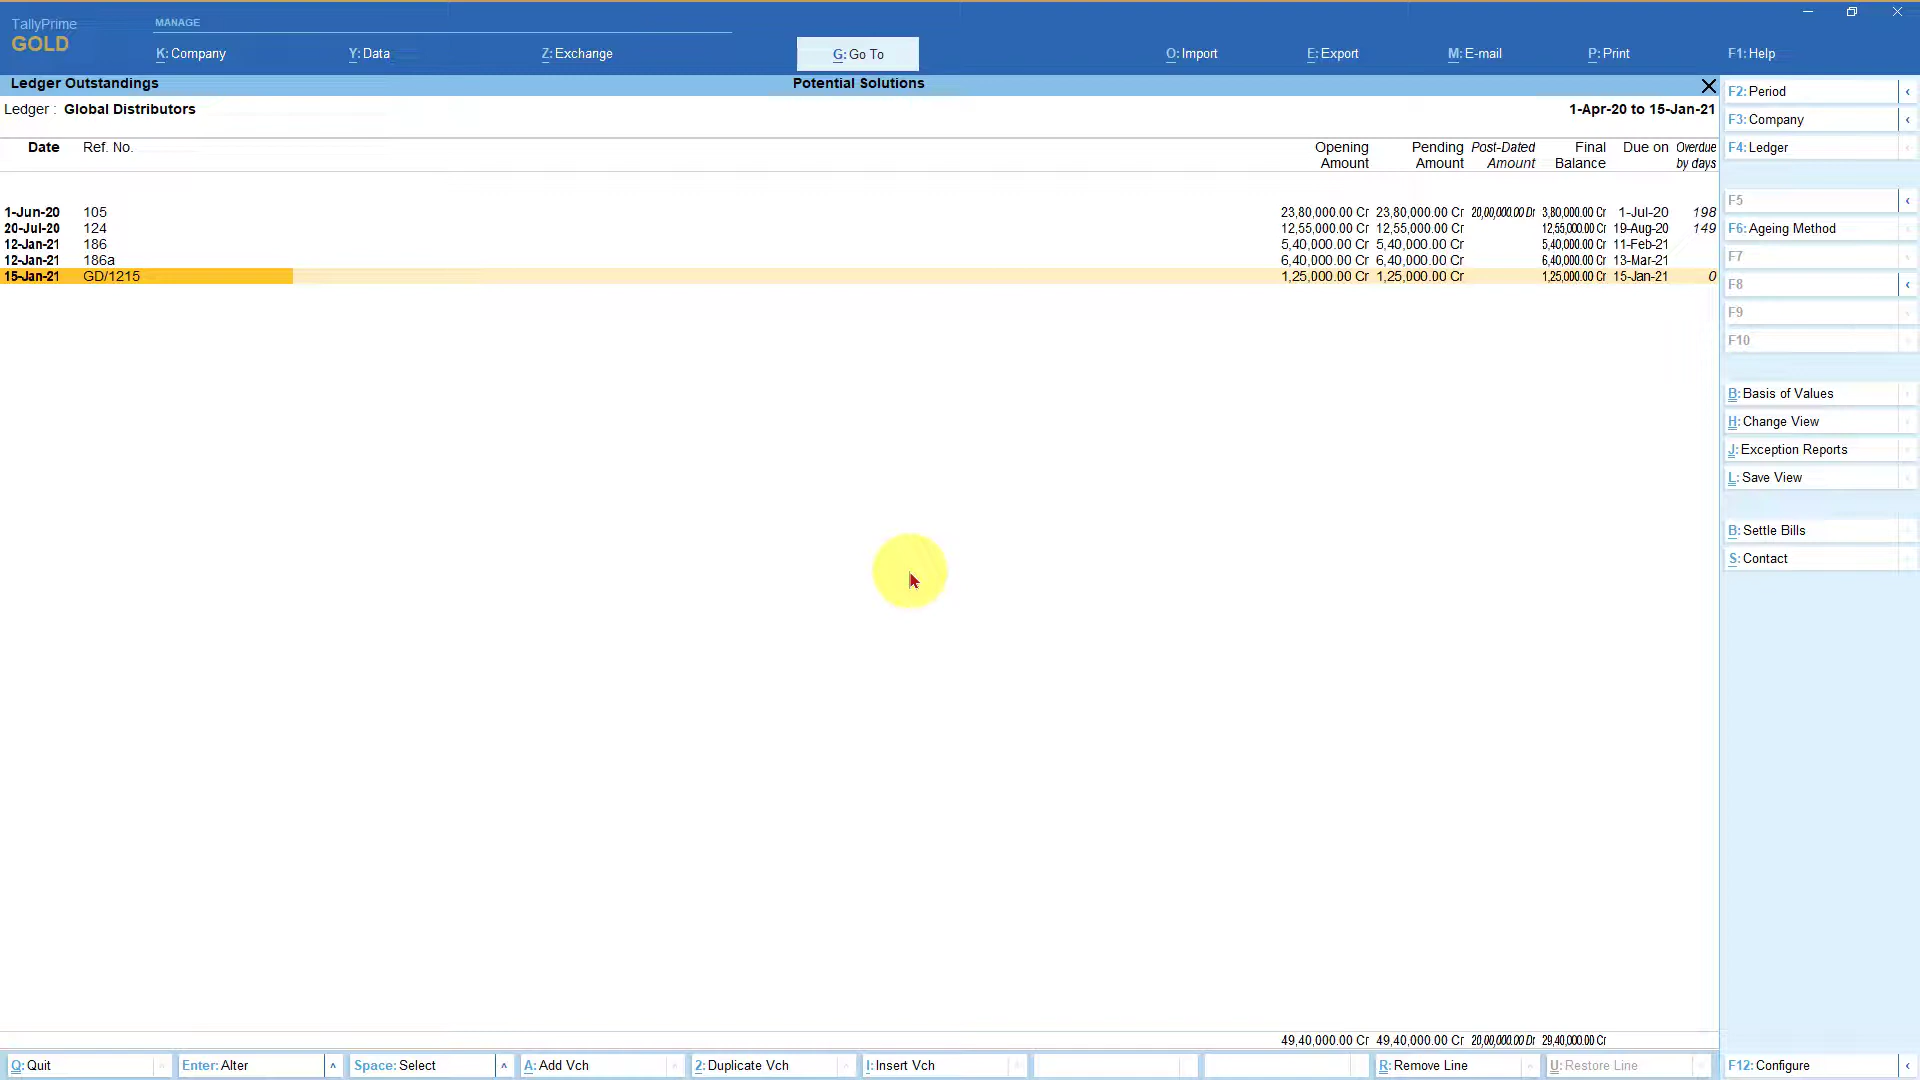 TallyPrime
GOLD
MANAGE
K: Company Y: Data Z: Exchange G: Go To O: Import E: Export M: E-mail P: Print F1: Help
Ledger Outstandings Potential Solutions
Ledger : Global Distributors 1-Apr-20 to 15-Jan-21
Date Ref. No. Opening Pending Post-Dated Final Due on Overdue
Amount Amount Amount Balance by days
1-Jun-20 105 23,80,000.00 Cr 23,80,000.00 Cr 20,00,000.00 Dr 3,80,000.00 Cr 1-Jul-20 198
20-Jul-20 124 12,55,000.00 Cr 12,55,000.00 Cr 12,55,000.00 Cr 19-Aug-20 149
12-Jan-21 186 5,40,000.00 Cr 5,40,000.00 Cr 5,40,000.00 Cr 11-Feb-21
12-Jan-21 186a 6,40,000.00 Cr 6,40,000.00 Cr 6,40,000.00 Cr 13-Mar-21
15-Jan-21 GD/1215 1,25,000.00 Cr 1,25,000.00 Cr 1,25,000.00 Cr 15-Jan-21 0
49,40,000.00 Cr 49,40,000.00 Cr 20,00,000.00 Dr 29,40,000.00 Cr
F2: Period
F3: Company
F4: Ledger
F5
F6: Ageing Method
F7
F8
F9
F10
B: Basis of Values
H: Change View
J: Exception Reports
L: Save View
B: Settle Bills
S: Contact
Q: Quit Enter: Alter Space: Select A: Add Vch 2: Duplicate Vch I: Insert Vch R: Remove Line U: Restore Line F12: Configure